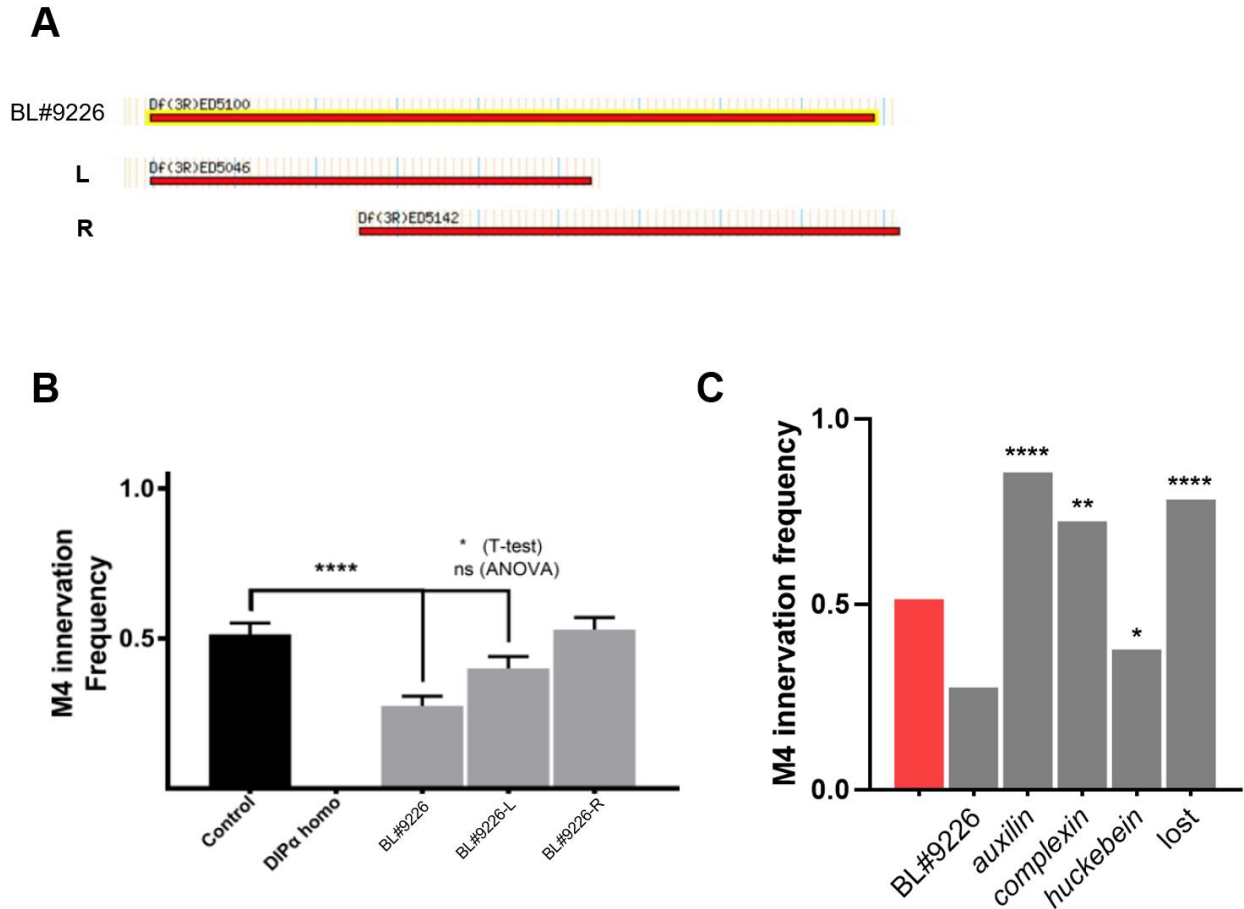 A
BL#9226
Df(3R)ED5100
L
Df(3R)ED5046
R
Df(3R)ED5142
B
M4 innervation
Frequency
1.0
0.5
****
* (T-test)
ns (ANOVA)
Control
DIPα homo
BL#9226
BL#9226-L
BL#9226-R
C
M4 innervation frequency
1.0
0.5
0.0
****
**
*
****
BL#9226
auxilin
complexin
huckebein
lost